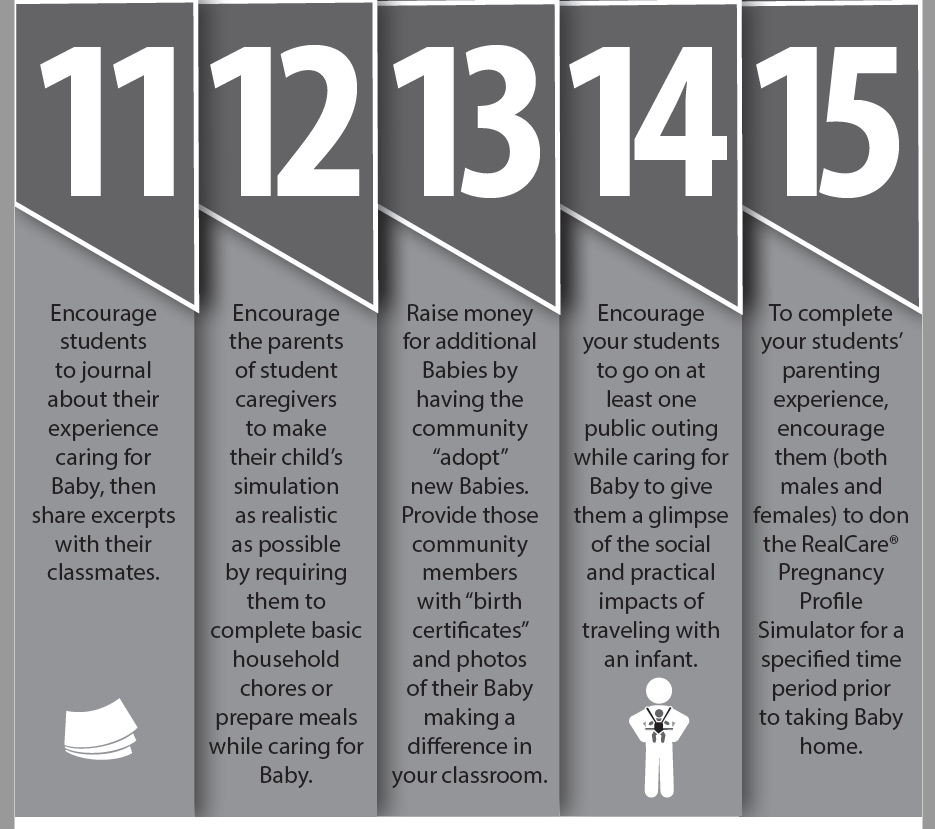 11
Encourage
students
to journal
about their
experience
caring for
Baby, then
share excerpts
with their
classmates.
12
Encourage
the parents
of student
caregivers
to make
their child’s
simulation
as realistic
as possible
by requiring
them to
complete basic
household
chores or
prepare meals
while caring for
Baby.
13
Raise money
for additional
Babies by
having the
community
“adopt”
new Babies.
Provide those
community
members
with “birth
certificates”
and photos
of their Baby
making a
difference in
your classroom.
14
Encourage
your students
to go on at
least one
public outing
while caring for
Baby to give
them a glimpse
of the social
and practical
impacts of
traveling with
an infant.
15
To complete
your students’
parenting
experience,
encourage
them (both
males and
females) to don
the RealCare®
Pregnancy
Profile
Simulator for a
specified time
period prior
to taking Baby
home.